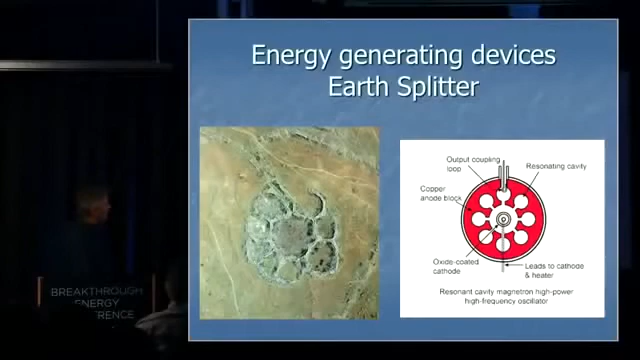 Energy generating devices
Earth Splitter
Output coupling
loop
Resonating cavity
Copper
anode block
Oxide-coated
cathode
Leads to cathode
& heater
Resonant cavity magnetron high-power
high-frequency oscillator
BREAKTHROUGH
ENERGY